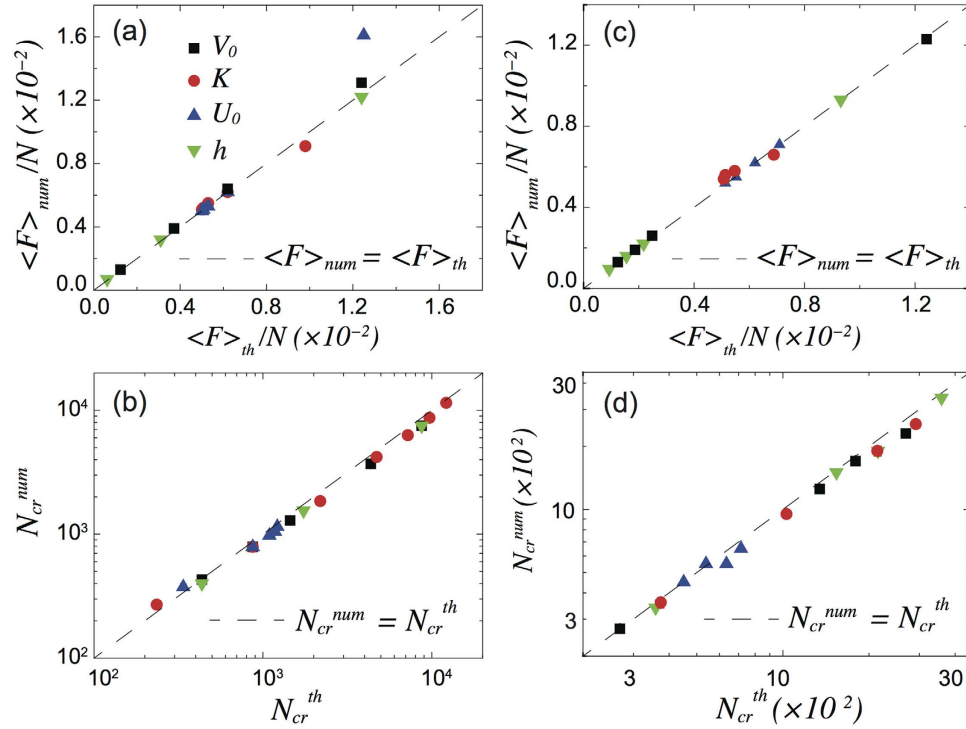 (a)
<F>num/N (×10⁻²)
1.6
1.2
0.8
0.4
0.0
V₀
K
U₀
h
<F>num = <F>th
0.0 0.4 0.8 1.2 1.6
<F>th/N (×10⁻²)
(c)
<F>num/N (×10⁻²)
1.2
0.8
0.4
0.0
<F>num = <F>th
0.0 0.4 0.8 1.2
<F>th/N (×10⁻²)
(b)
Ncrⁿᵘᵐ
10⁴
10³
10²
Ncrⁿᵘᵐ = Ncrᵗʰ
10² 10³ 10⁴
Ncrᵗʰ
(d)
Ncrⁿᵘᵐ (×10²)
30
10
3
Ncrⁿᵘᵐ = Ncrᵗʰ
3 10 30
Ncrᵗʰ (×10²)